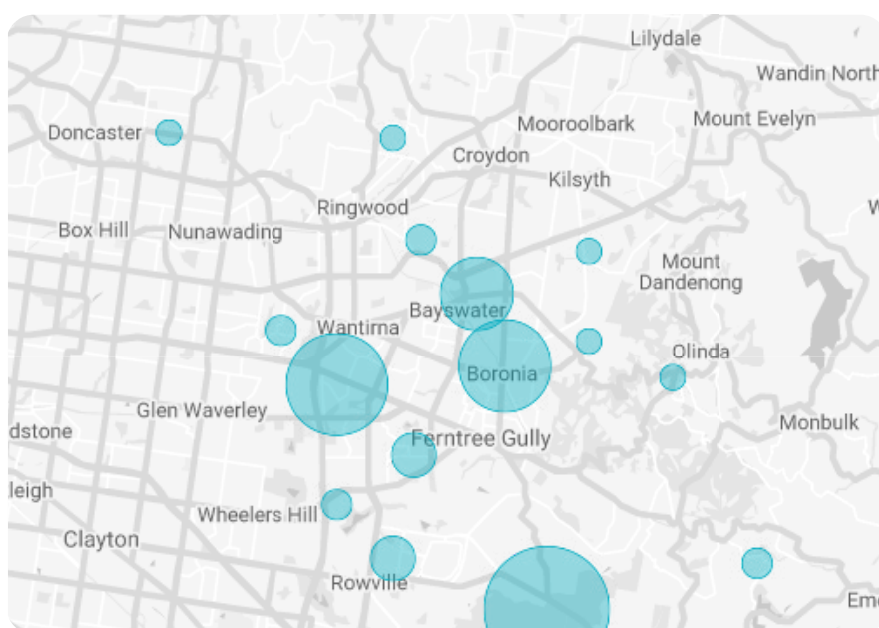 Lilydale
Wandin North
Mount Evelyn
Mooroolbark
Doncaster
Croydon
Kilsyth
Ringwood
Box Hill
Nunawading
Mount
Dandenong
Bayswater
Wantirna
Olinda
Boronia
Glen Waverley
Monbulk
dstone
Ferntree Gully
leigh
Wheelers Hill
Clayton
Rowville
Eme